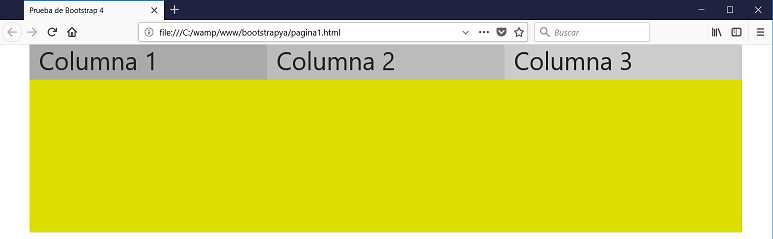 Prueba de Bootstrap 4
file:///C:/wamp/www/bootstrapya/pagina1.html
Buscar
Columna 1
Columna 2
Columna 3